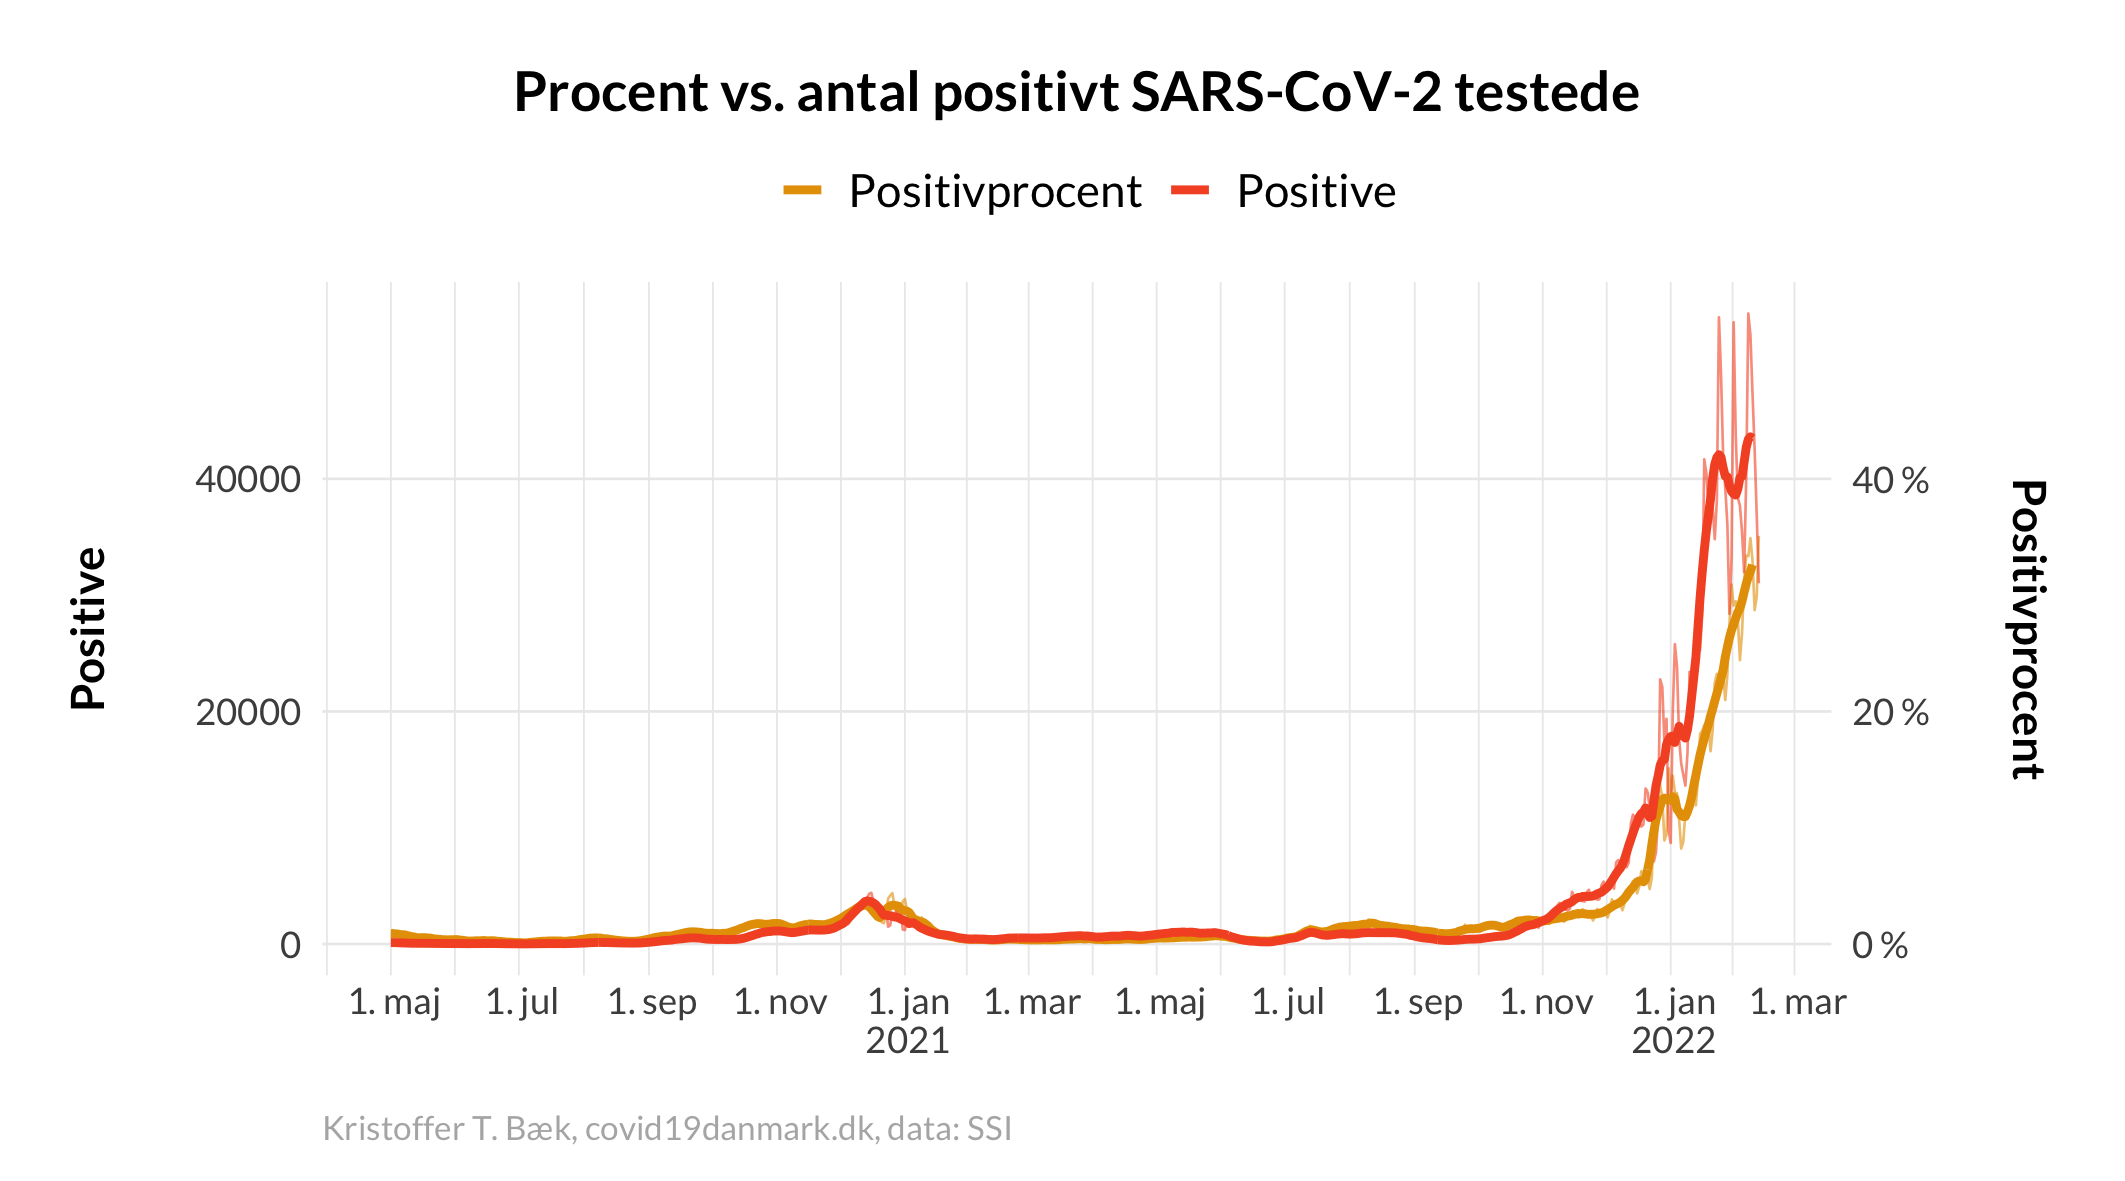 Procent vs. antal positivt SARS-CoV-2 testede
Positivprocent Positive
Positive
40000
20000
0
40 %
20 %
0 %
Positivprocent
1. maj 1. jul 1. sep 1. nov 1. jan 1. mar 1. maj 1. jul 1. sep 1. nov 1. jan 1. mar
2021 2022
Kristoffer T. Bæk, covid19danmark.dk, data: SSI